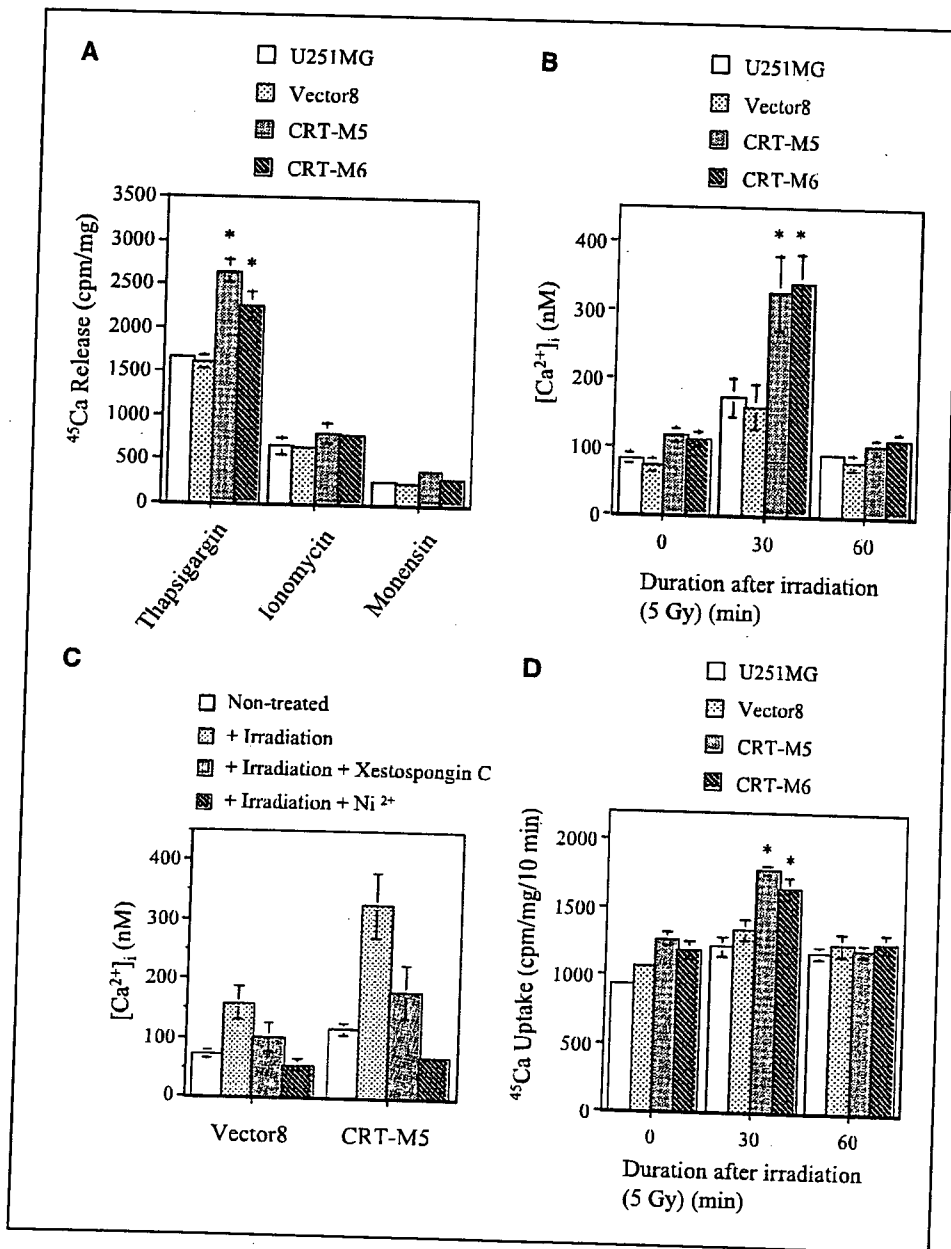 A
U251MG
Vector8
CRT-M5
CRT-M6
3500
3000
2500
2000
1500
1000
500
0
45Ca Release (cpm/mg)
* *
Thapsigargin
Ionomycin
Monensin
B
U251MG
Vector8
CRT-M5
CRT-M6
400
300
200
100
0
[Ca2+]i (nM)
* *
0 30 60
Duration after irradiation
(5 Gy) (min)
C
Non-treated
+ Irradiation
+ Irradiation + Xestospongin C
+ Irradiation + Ni 2+
400
300
200
100
0
[Ca2+]i (nM)
Vector8 CRT-M5
D
U251MG
Vector8
CRT-M5
CRT-M6
2000
1500
1000
500
0
45Ca Uptake (cpm/mg/10 min)
* *
0 30 60
Duration after irradiation
(5 Gy) (min)